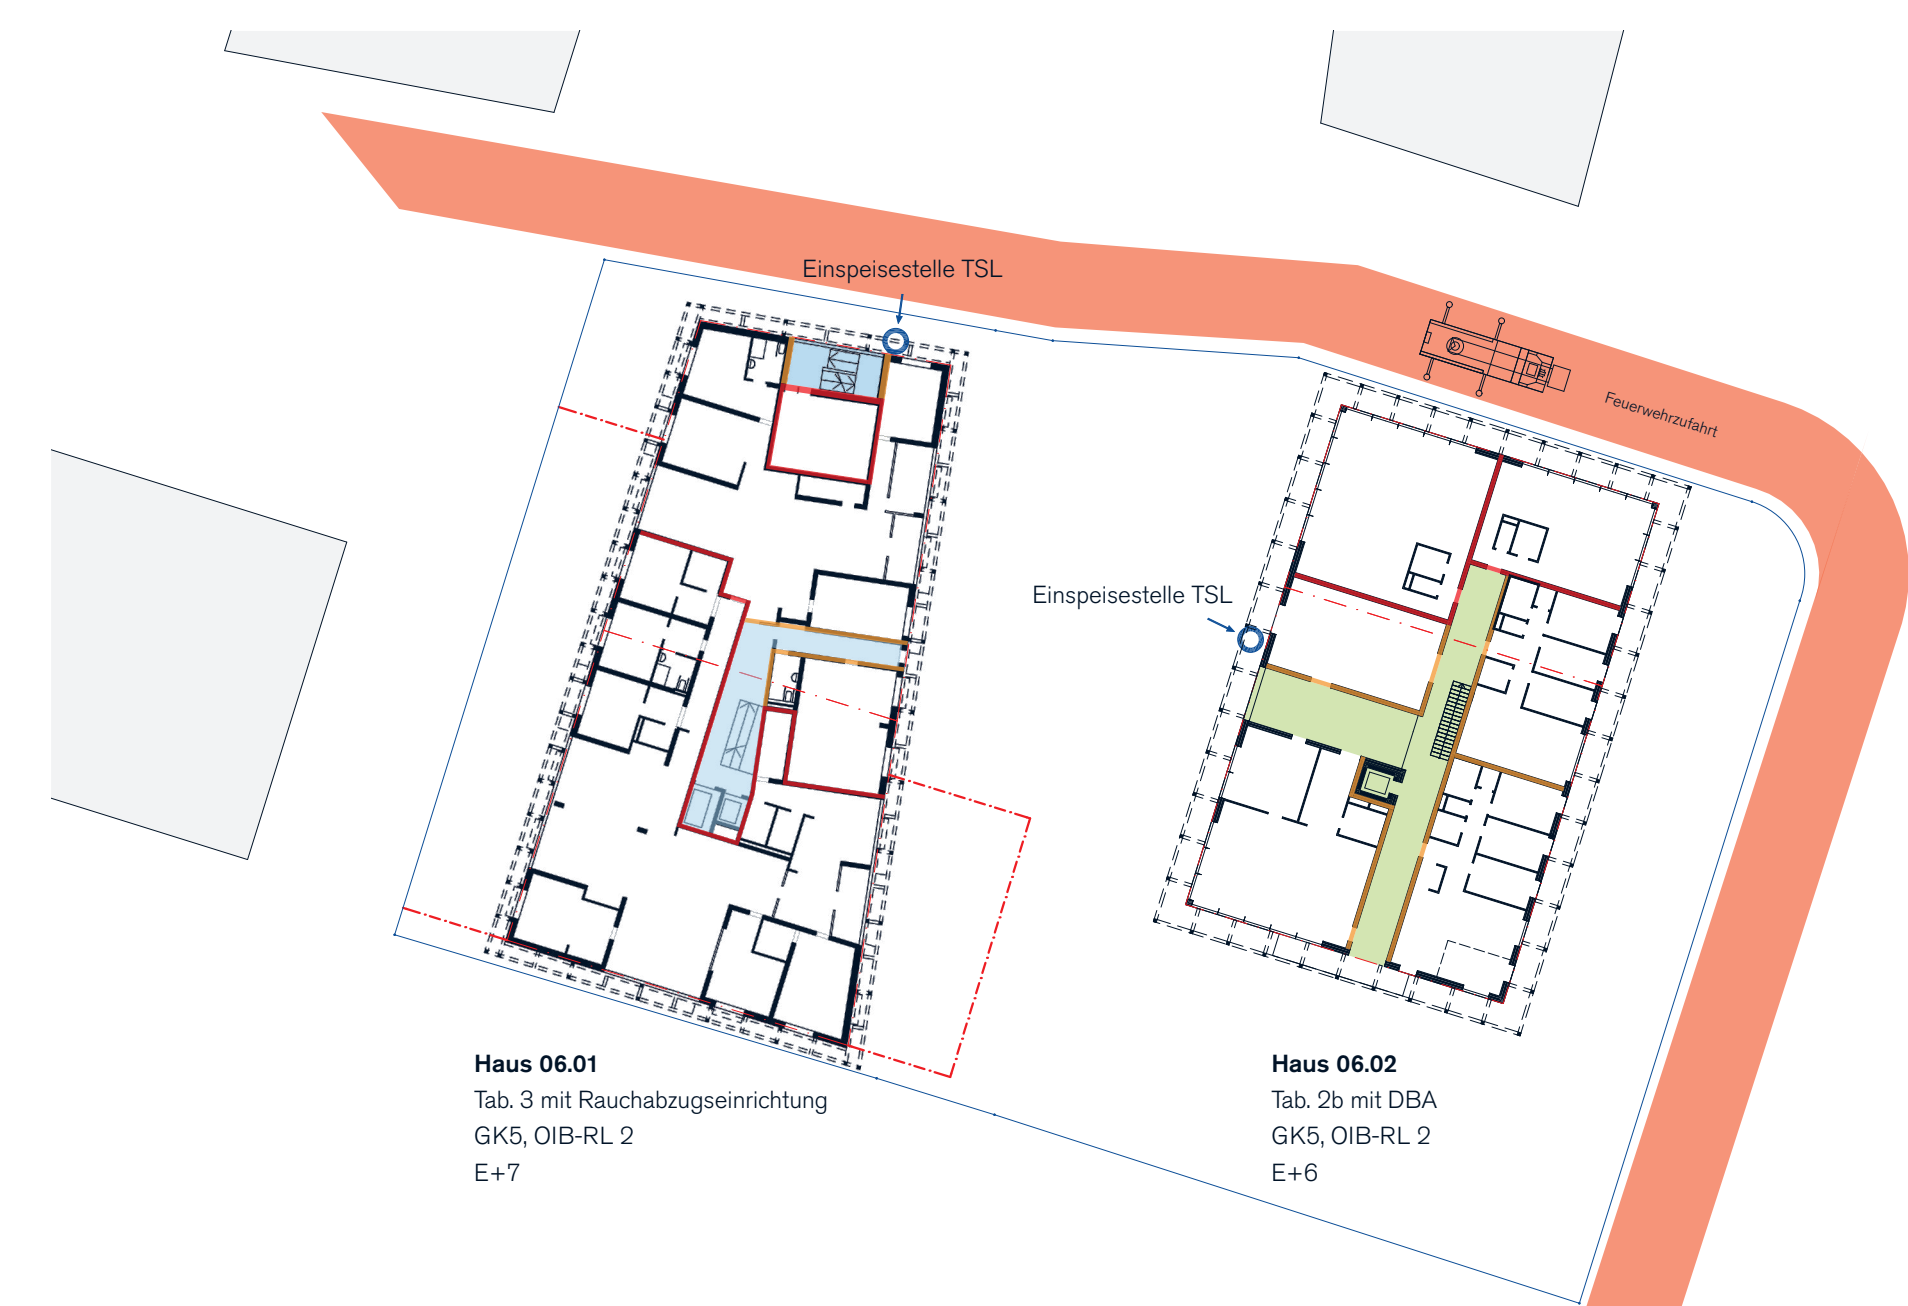 Einspeisestelle TSL
Feuerwehrzufahrt
Einspeisestelle TSL
Haus 06.01
Tab. 3 mit Rauchabzugseinrichtung
GK5, OIB-RL 2
E+7
Haus 06.02
Tab. 2b mit DBA
GK5, OIB-RL 2
E+6